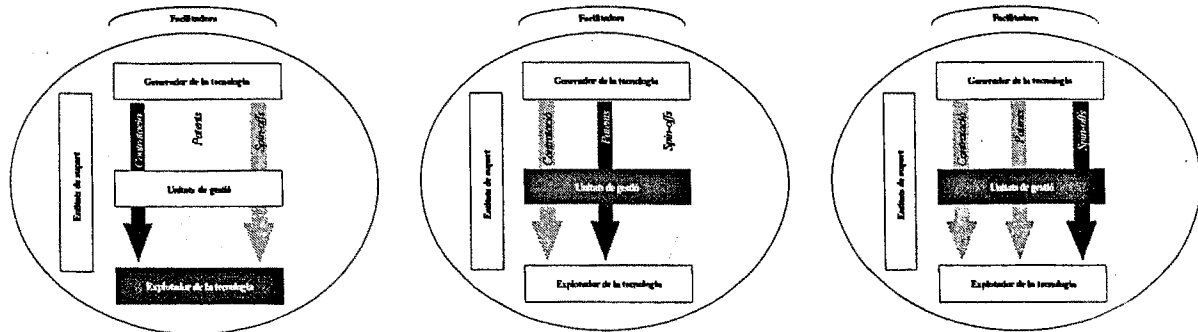 Facilitadors
Generador de la tecnologia
Entitats de suport
Contractació
Patents
Spin-offs
Unitats de gestió
Explotador de la tecnologia
Facilitadors
Generador de la tecnologia
Entitats de suport
Contractació
Patents
Spin-offs
Unitats de gestió
Explotador de la tecnologia
Facilitadors
Generador de la tecnologia
Entitats de suport
Contractació
Patents
Spin-offs
Unitats de gestió
Explotador de la tecnologia